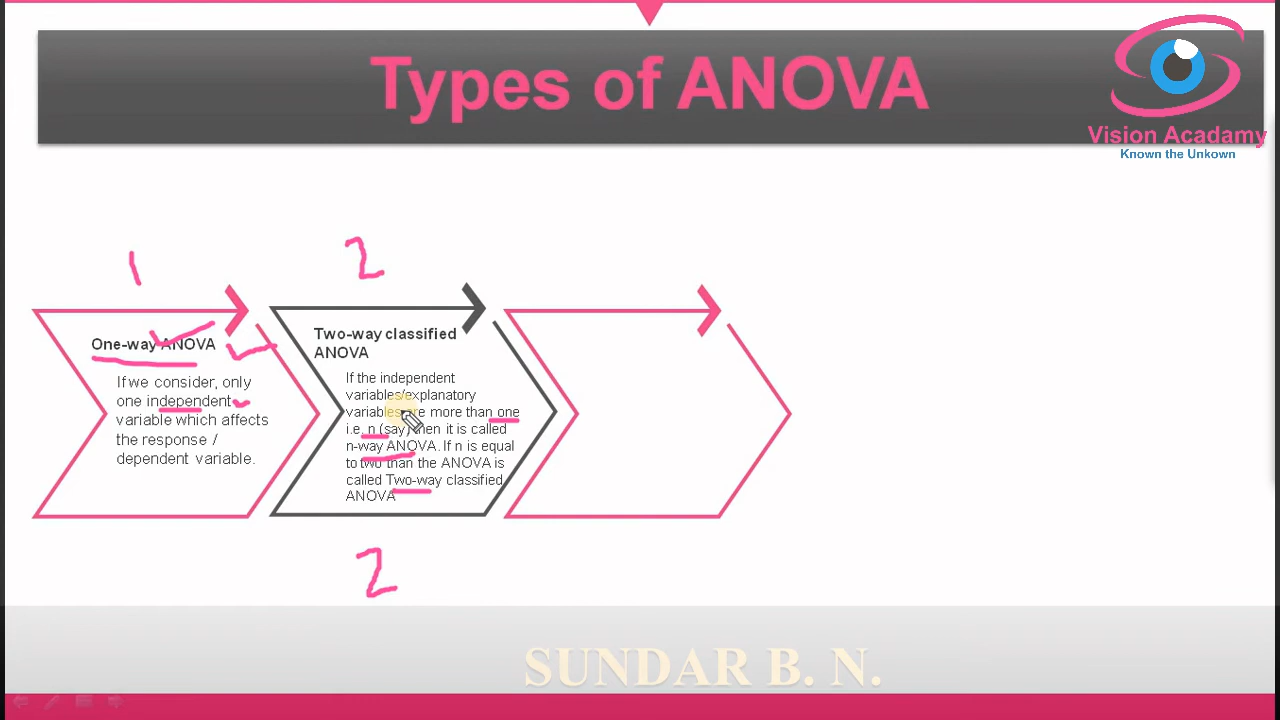 Types of ANOVA
Vision Acadamy
Known the Unkown
1
2
One-way ANOVA
If we consider, only
one independent
variable which affects
the response /
dependent variable.
Two-way classified
ANOVA
If the independent
variables/explanatory
variables are more than one
i.e. n (say) then it is called
n-way ANOVA. If n is equal
to two than the ANOVA is
called Two-way classified
ANOVA
2
SUNDAR B. N.